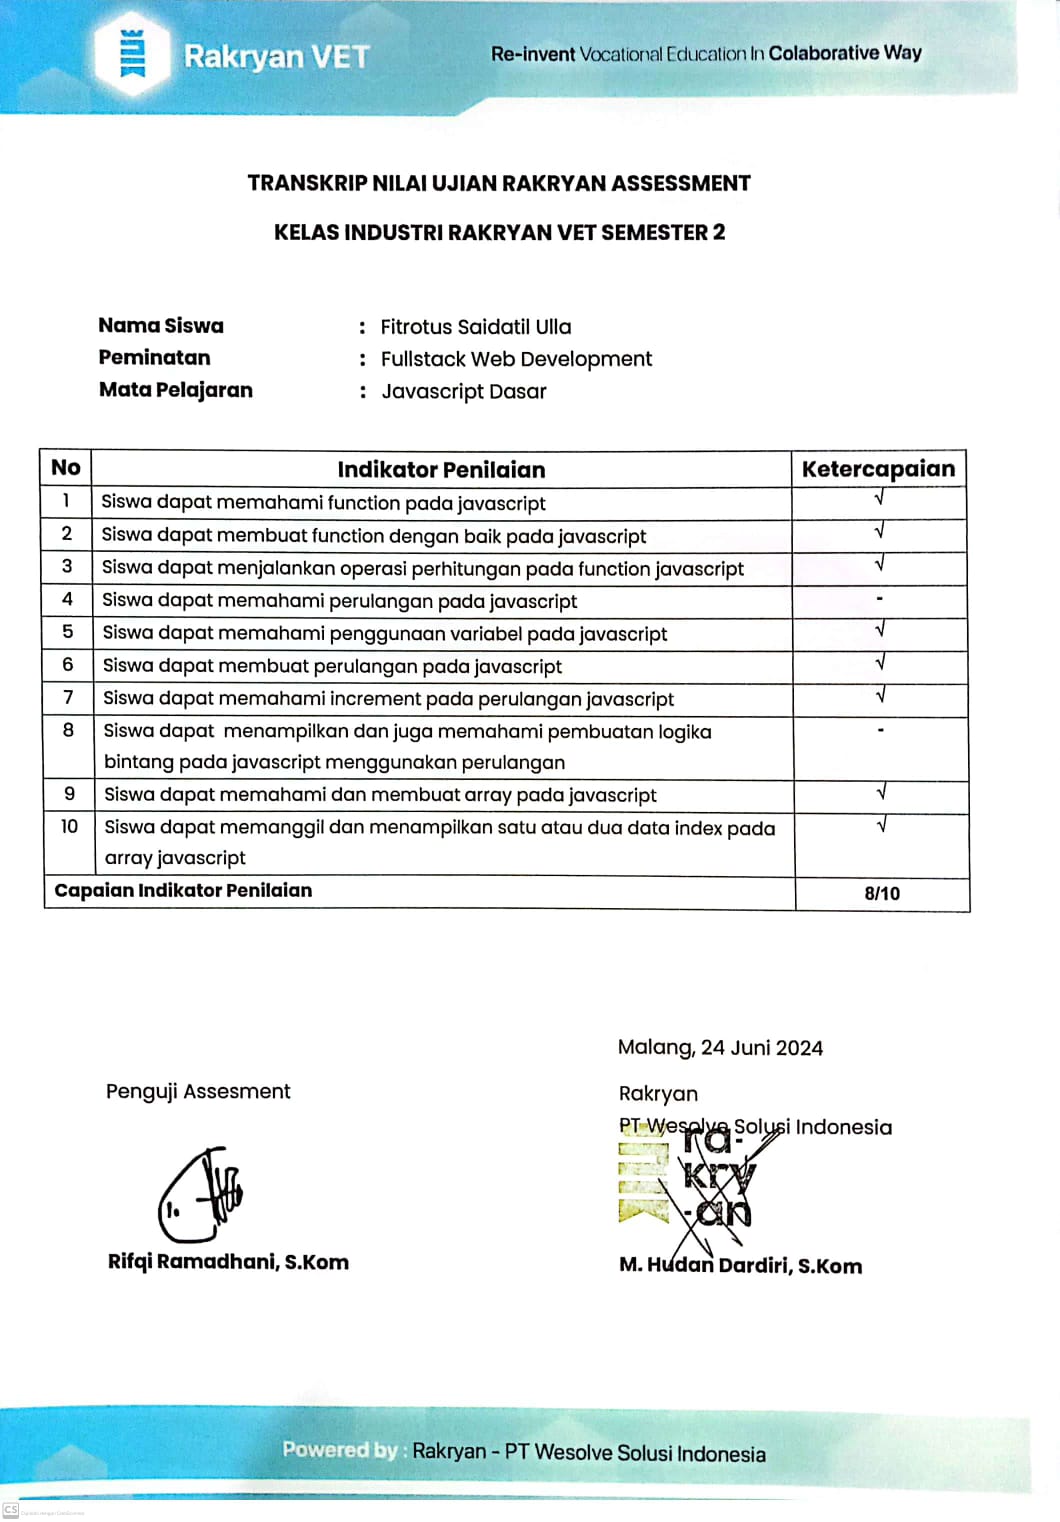 Rakryan VET
Re-invent Vocational Education In Colaborative Way
TRANSKRIP NILAI UJIAN RAKRYAN ASSESSMENT
KELAS INDUSTRI RAKRYAN VET SEMESTER 2
Nama Siswa : Fitrotus Saidatil Ulla
Peminatan : Fullstack Web Development
Mata Pelajaran : Javascript Dasar
No Indikator Penilaian Ketercapaian
1 Siswa dapat memahami function pada javascript √
2 Siswa dapat membuat function dengan baik pada javascript √
3 Siswa dapat menjalankan operasi perhitungan pada function javascript √
4 Siswa dapat memahami perulangan pada javascript -
5 Siswa dapat memahami penggunaan variabel pada javascript √
6 Siswa dapat membuat perulangan pada javascript √
7 Siswa dapat memahami increment pada perulangan javascript √
8 Siswa dapat menampilkan dan juga memahami pembuatan logika -
bintang pada javascript menggunakan perulangan
9 Siswa dapat memahami dan membuat array pada javascript √
10 Siswa dapat memanggil dan menampilkan satu atau dua data index pada √
array javascript
Capaian Indikator Penilaian 8/10
Malang, 24 Juni 2024
Penguji Assesment
Rakryan
PT Wesolve Solusi Indonesia
ra-
kry
-an
Rifqi Ramadhani, S.Kom
M. Hudan Dardiri, S.Kom
Powered by : Rakryan - PT Wesolve Solusi Indonesia
CS